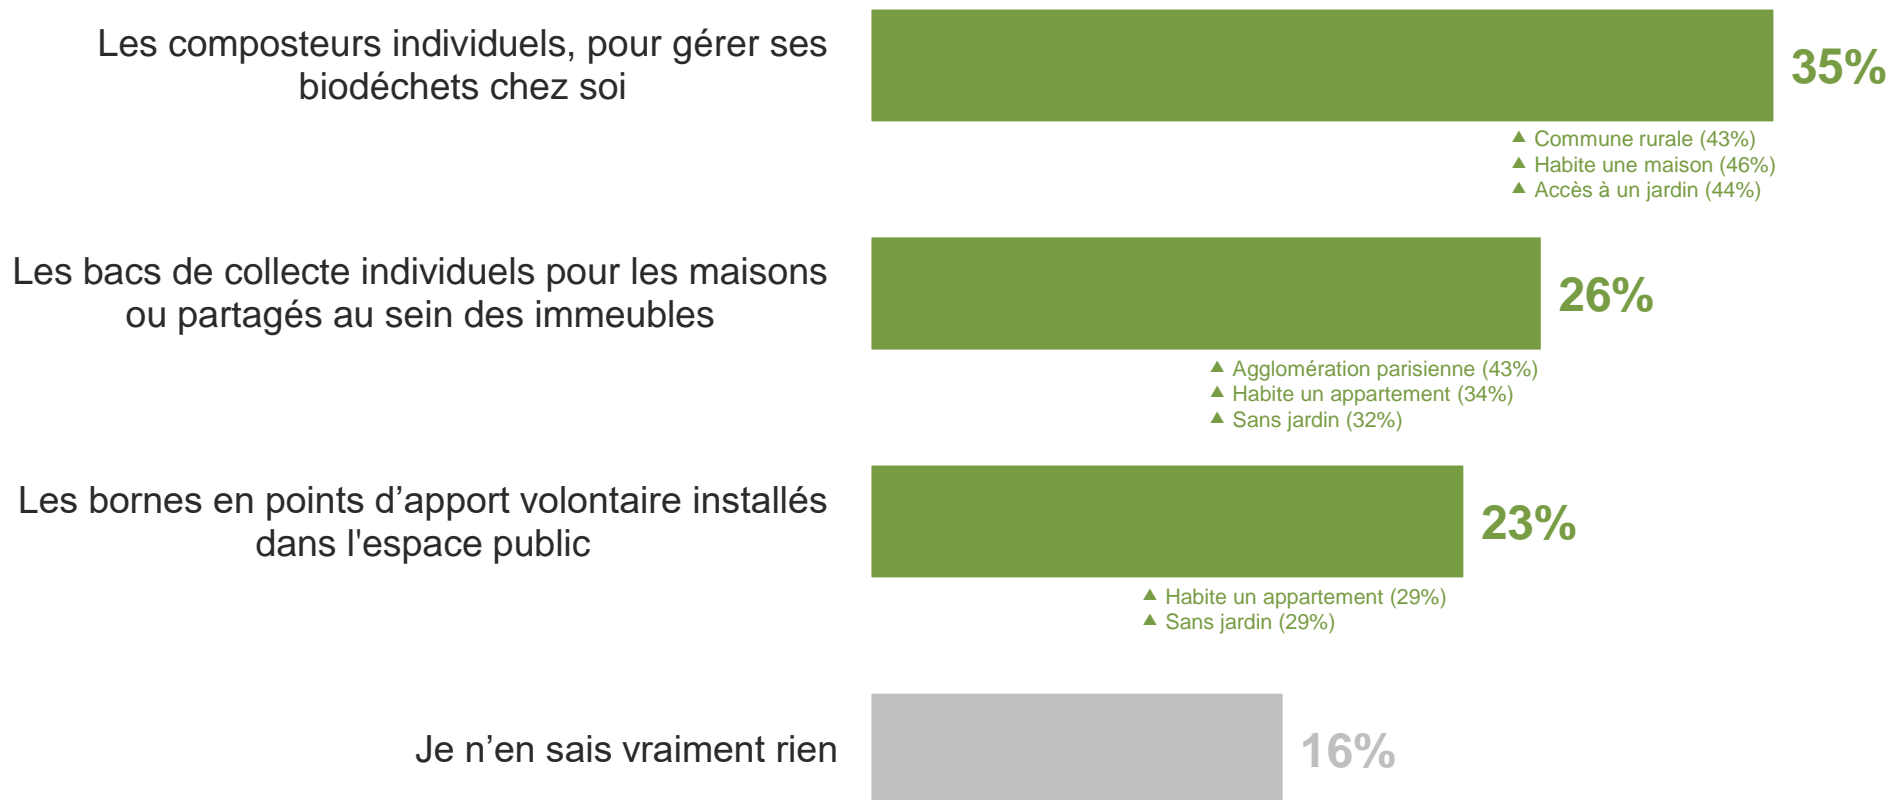 Les composteurs individuels, pour gérer ses
biodéchets chez soi
35%
▲ Commune rurale (43%)
▲ Habite une maison (46%)
▲ Accès à un jardin (44%)
Les bacs de collecte individuels pour les maisons
ou partagés au sein des immeubles
26%
▲ Agglomération parisienne (43%)
▲ Habite un appartement (34%)
▲ Sans jardin (32%)
Les bornes en points d’apport volontaire installés
dans l'espace public
23%
▲ Habite un appartement (29%)
▲ Sans jardin (29%)
Je n’en sais vraiment rien
16%